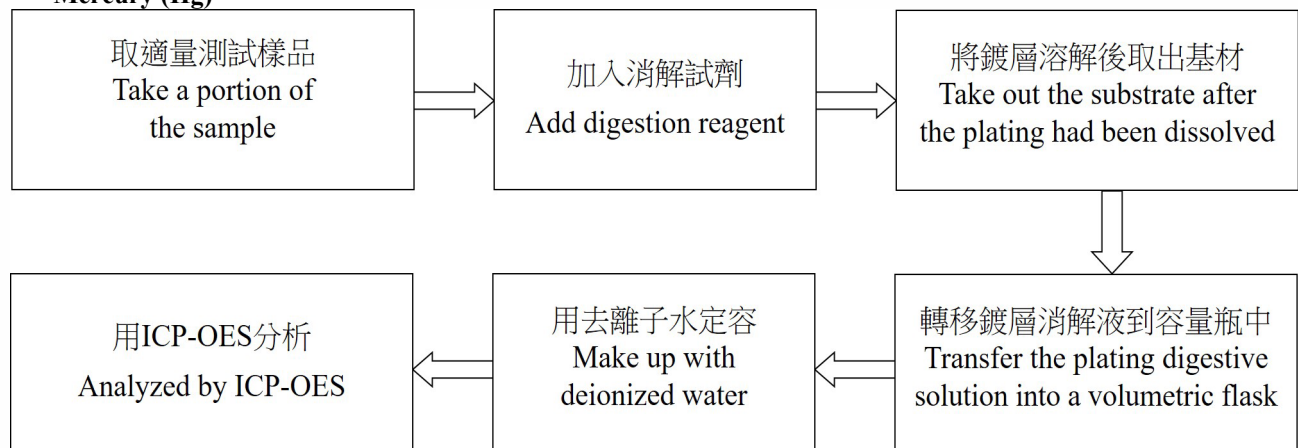 Mercury (Hg)
取適量測試樣品
Take a portion of
the sample
加入消解試劑
Add digestion reagent
將鍍層溶解後取出基材
Take out the substrate after
the plating had been dissolved
轉移鍍層消解液到容量瓶中
Transfer the plating digestive
solution into a volumetric flask
用去離子水定容
Make up with
deionized water
用ICP-OES分析
Analyzed by ICP-OES